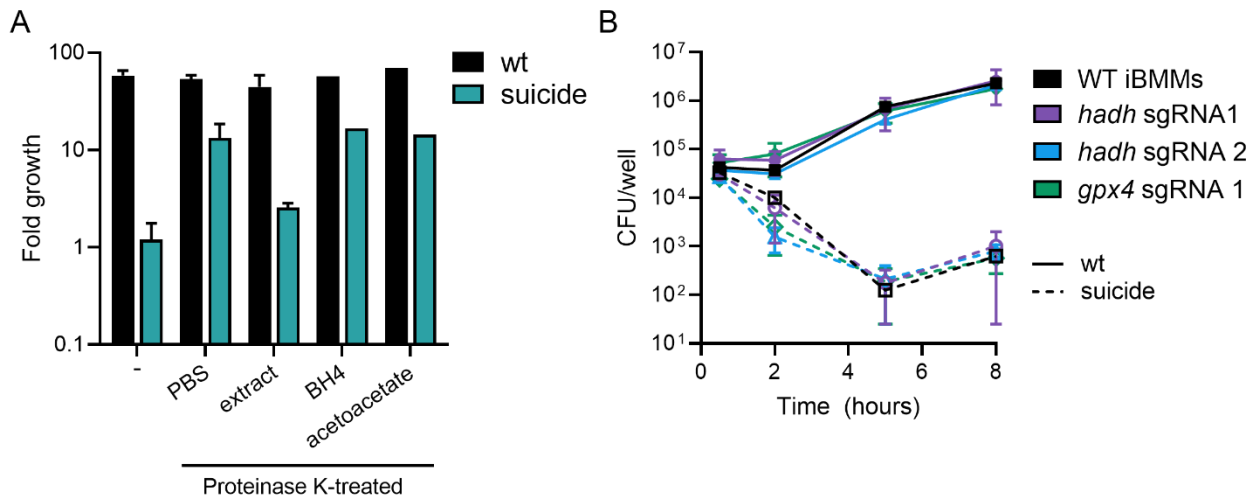 A
Fold growth
100
10
1
0.1
-
PBS
extract
BH4
acetoacetate
Proteinase K-treated
wt
suicide
B
CFU/well
10⁷
10⁶
10⁵
10⁴
10³
10²
10¹
0
2
4
6
8
Time (hours)
WT iBMMs
hadh sgRNA1
hadh sgRNA 2
gpx4 sgRNA 1
wt
suicide